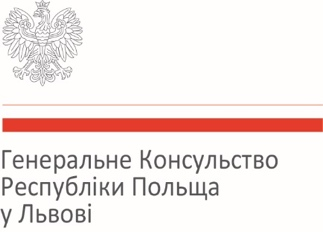 Генеральне Консульство
Республіки Польща
у Львові